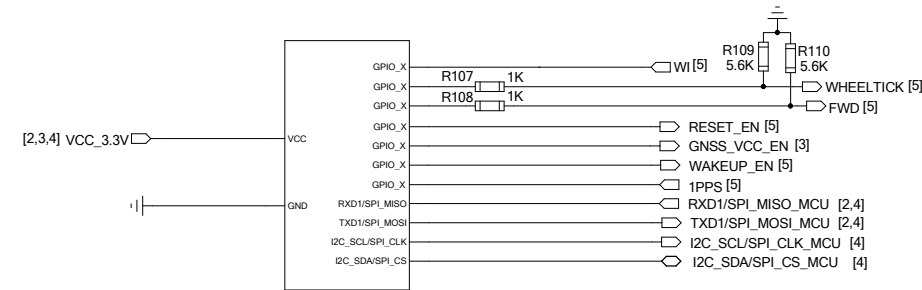 R109
5.6K
R110
5.6K
GPIO_X
WI [5]
GPIO_X
R107
1K
WHEELTICK [5]
GPIO_X
R108
1K
FWD [5]
[2,3,4] VCC_3.3V
VCC
GPIO_X
RESET_EN [5]
GPIO_X
GNSS_VCC_EN [3]
GPIO_X
WAKEUP_EN [5]
GPIO_X
1PPS [5]
GND
RXD1/SPI_MISO
RXD1/SPI_MISO_MCU [2,4]
TXD1/SPI_MOSI
TXD1/SPI_MOSI_MCU [2,4]
I2C_SCL/SPI_CLK
I2C_SCL/SPI_CLK_MCU [4]
I2C_SDA/SPI_CS
I2C_SDA/SPI_CS_MCU [4]